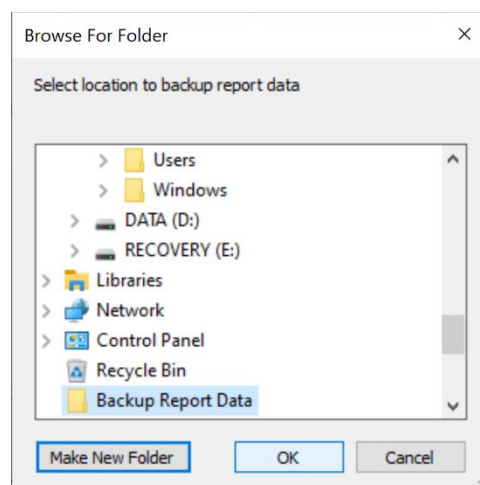 Browse For Folder
Select location to backup report data
Users
Windows
DATA (D:)
RECOVERY (E:)
Libraries
Network
Control Panel
Recycle Bin
Backup Report Data
Make New Folder OK Cancel